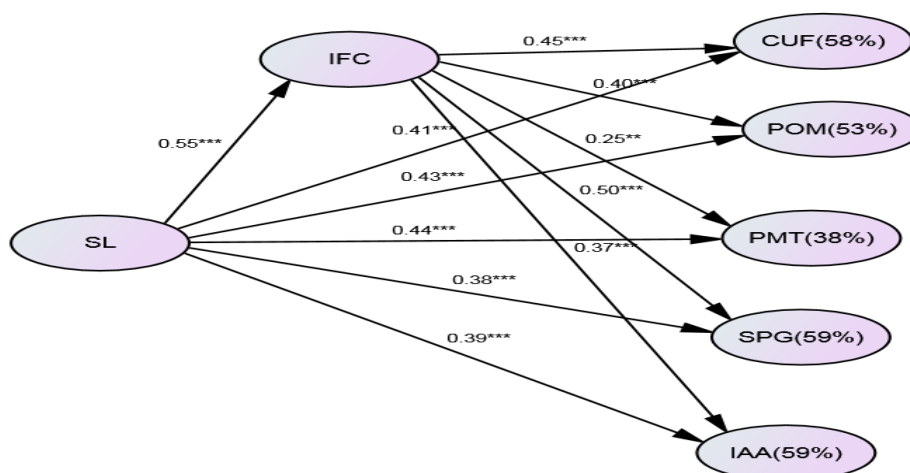 IFC
CUF(58%)
0.45***
0.40***
POM(53%)
0.41***
0.25**
0.55***
0.43***
0.50***
SL
0.44***
PMT(38%)
0.37***
0.38***
SPG(59%)
0.39***
IAA(59%)